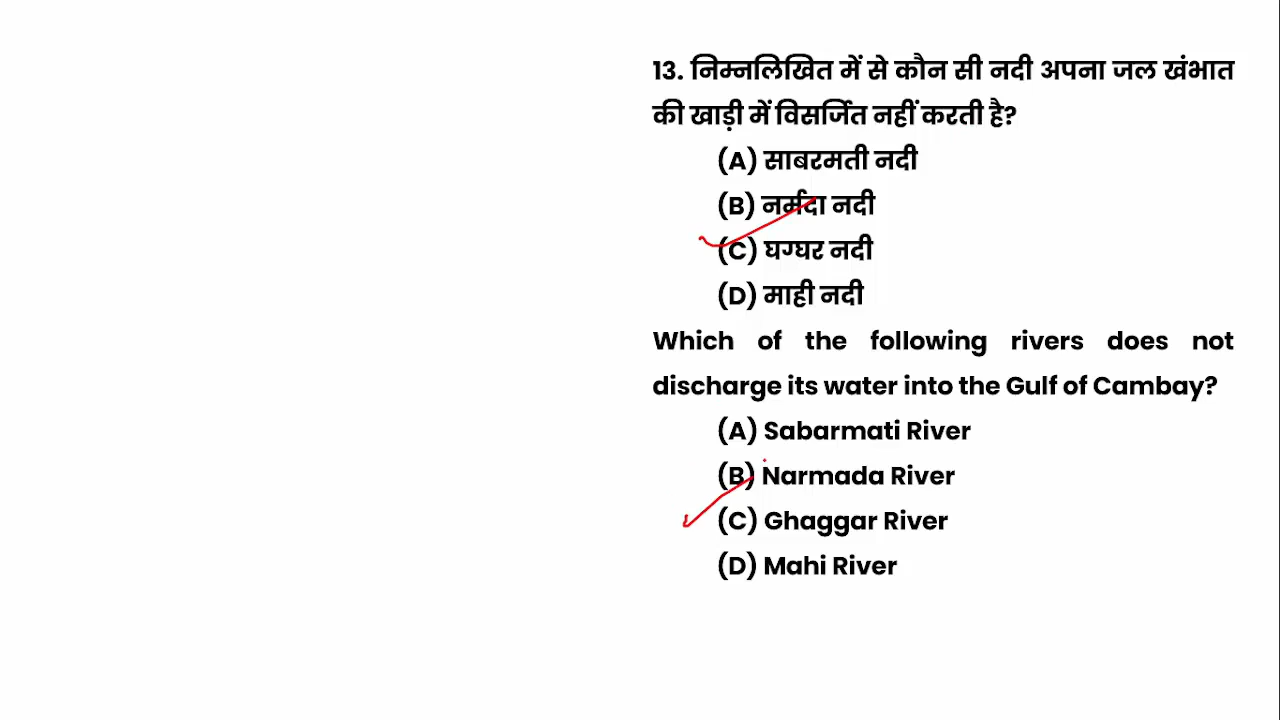 13. निम्नलिखित में से कौन सी नदी अपना जल खंभात
की खाड़ी में विसर्जित नहीं करती है?
(A) साबरमती नदी
(B) नर्मदा नदी
(C) घग्घर नदी
(D) माही नदी
Which of the following rivers does not
discharge its water into the Gulf of Cambay?
(A) Sabarmati River
(B) Narmada River
(C) Ghaggar River
(D) Mahi River